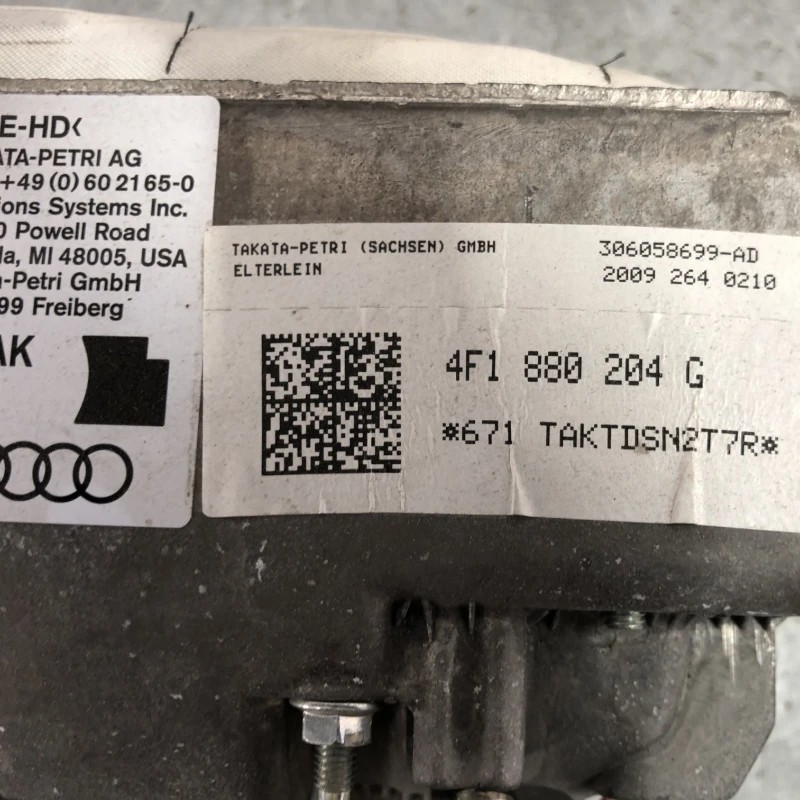 E-HD<
ATA-PETRI AG
+49 (0) 60 21 65-0
ions Systems Inc.
0 Powell Road
MI 48005, USA
-Petri GmbH
99 Freiberg
AK
TAKATA-PETRI (SACHSEN) GMBH
ELTERLEIN
306058699-AD
2009 264 0210
4F1 880 204 G
*671 TAKTDSN2T7R*